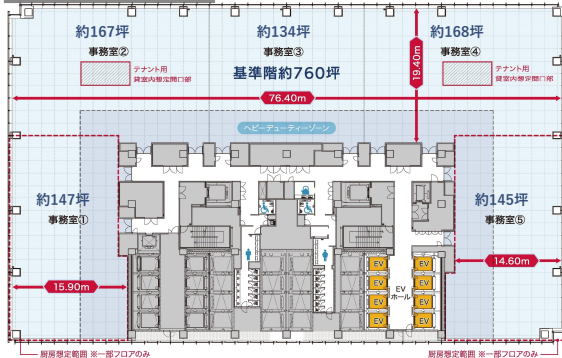 約167坪
事務室②
約134坪
事務室③
約168坪
事務室④
テナント用
貸室内想定開口部
基準階約760坪
テナント用
貸室内想定開口部
19.40m
76.40m
ヘビーデューティーゾーン
約147坪
事務室①
約145坪
事務室⑤
15.90m
14.60m
EV EV
EV EV
EV EV
EV EV
EV
ホール
厨房想定範囲 ※一部フロアのみ
厨房想定範囲 ※一部フロアのみ